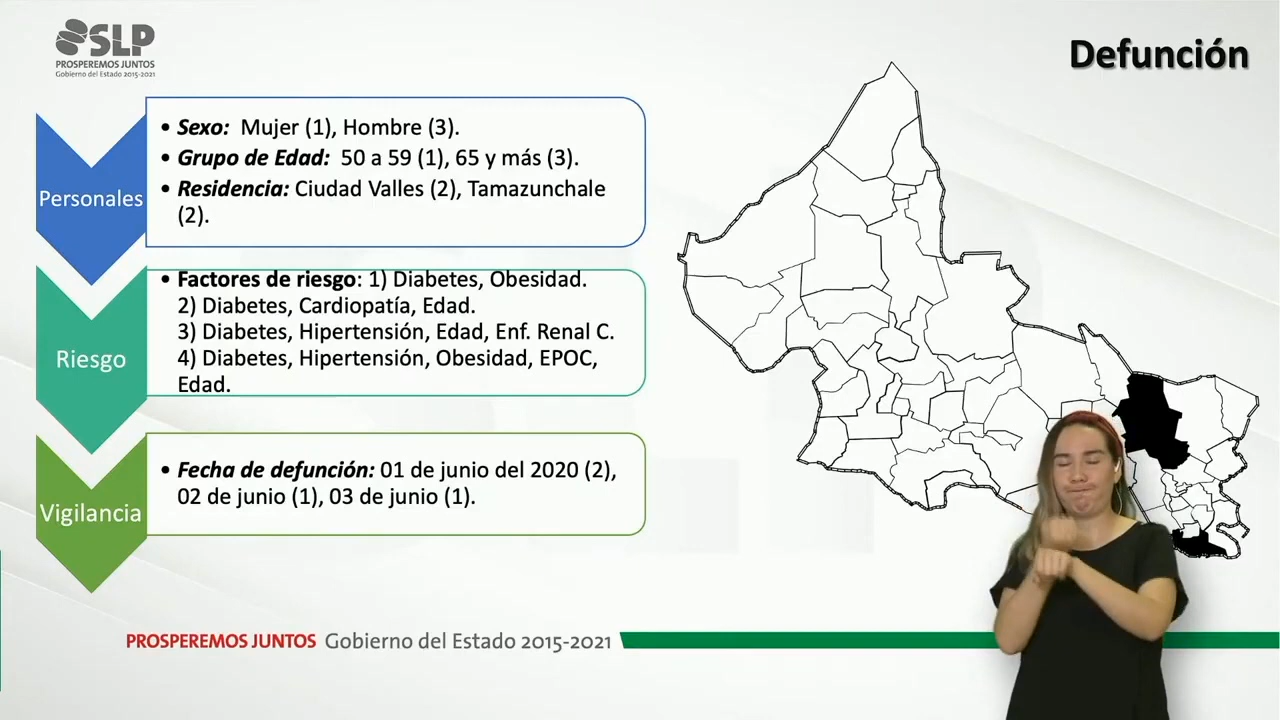 SLP
PROSPEREMOS JUNTOS
Gobierno del Estado 2015-2021
Defunción
Personales
• Sexo: Mujer (1), Hombre (3).
• Grupo de Edad: 50 a 59 (1), 65 y más (3).
• Residencia: Ciudad Valles (2), Tamazunchale
(2).
Riesgo
• Factores de riesgo: 1) Diabetes, Obesidad.
2) Diabetes, Cardiopatía, Edad.
3) Diabetes, Hipertensión, Edad, Enf. Renal C.
4) Diabetes, Hipertensión, Obesidad, EPOC,
Edad.
Vigilancia
• Fecha de defunción: 01 de junio del 2020 (2),
02 de junio (1), 03 de junio (1).
PROSPEREMOS JUNTOS Gobierno del Estado 2015-2021